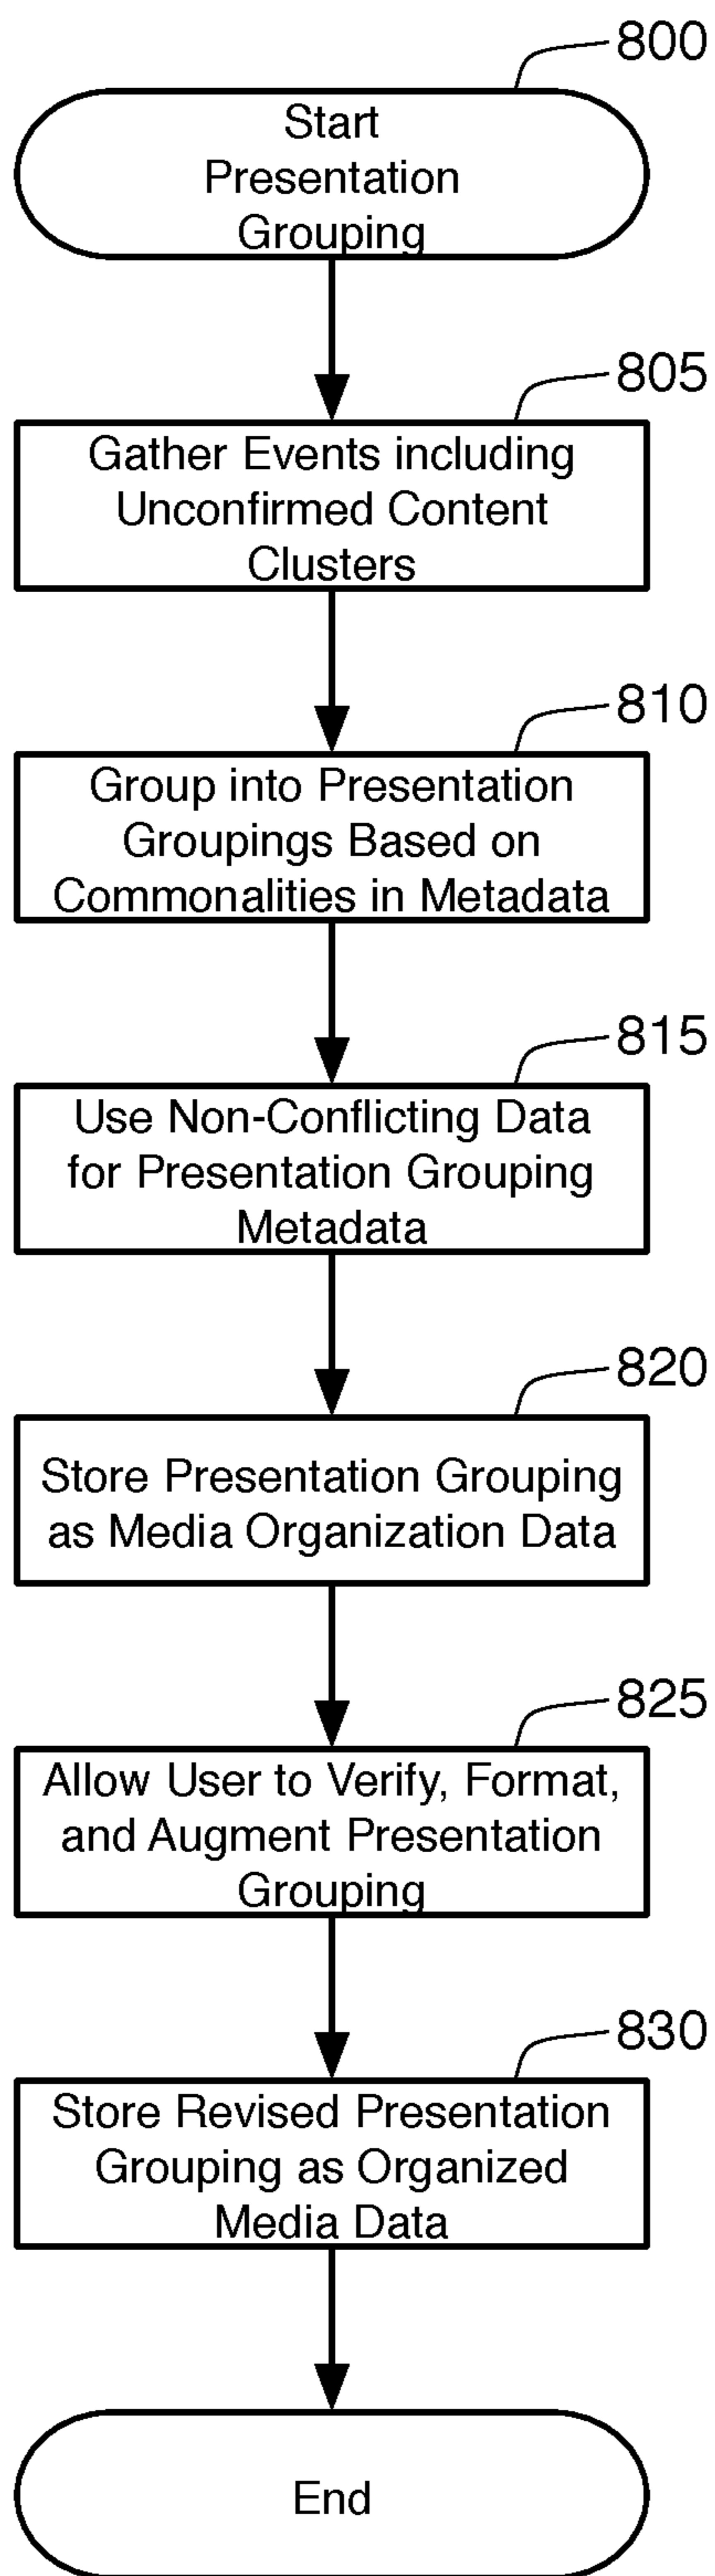 800
Start
Presentation
Grouping
805
Gather Events including
Unconfirmed Content
Clusters
810
Group into Presentation
Groupings Based on
Commonalities in Metadata
815
Use Non-Conflicting Data
for Presentation Grouping
Metadata
820
Store Presentation Grouping
as Media Organization Data
825
Allow User to Verify, Format,
and Augment Presentation
Grouping
830
Store Revised Presentation
Grouping as Organized
Media Data
End